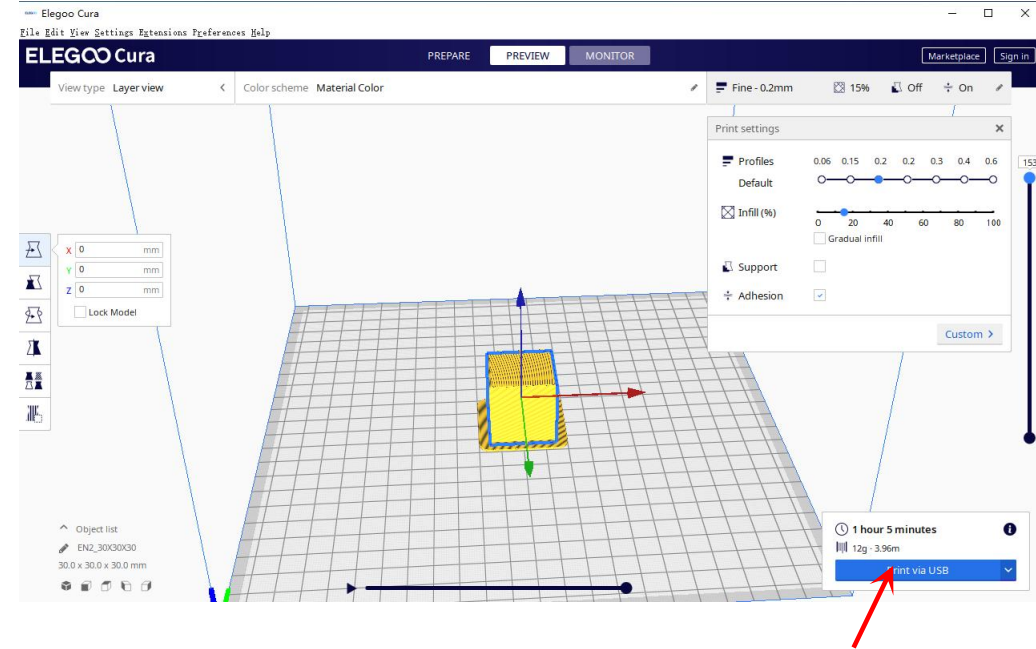 Elegoo Cura
File Edit View Settings Extensions Preferences Help
ELEGOO Cura
PREPARE PREVIEW MONITOR
Marketplace Sign in
View type Layer view
Color scheme Material Color
Fine - 0.2mm 15% Off On
Print settings
Profiles 0.06 0.15 0.2 0.2 0.3 0.4 0.6
Default
Infill (%)
0 20 40 60 80 100
Gradual infill
Support
Adhesion
Custom
153
X 0 mm
Y 0 mm
Z 0 mm
Lock Model
Object list
EN2_30X30X30
30.0 x 30.0 x 30.0 mm
1 hour 5 minutes
12g · 3.96m
Print via USB